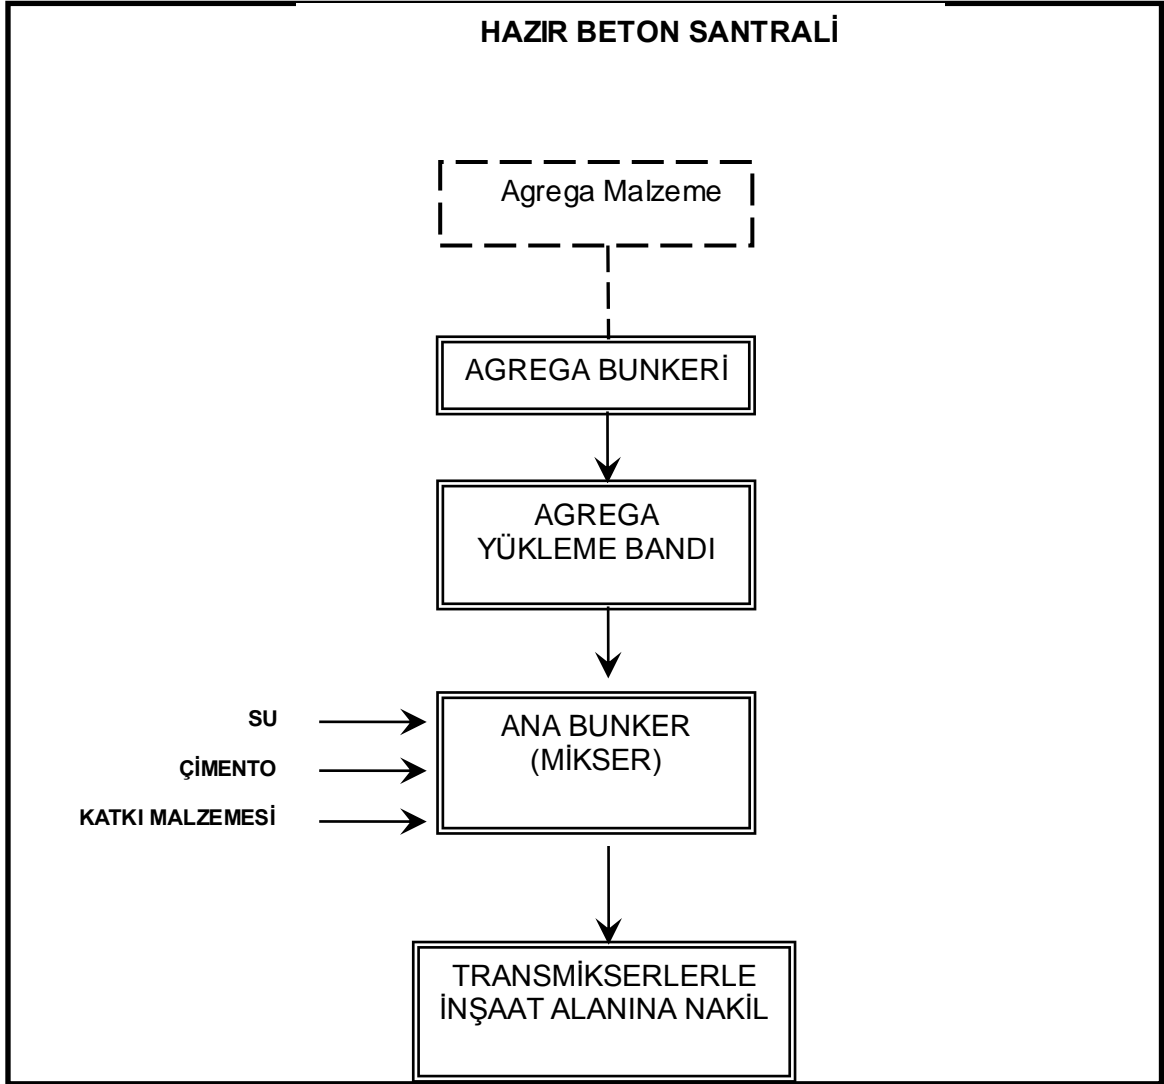 HAZIR BETON SANTRALİ
Agrega Malzeme
AGREGA BUNKERİ
AGREGA
YÜKLEME BANDI
SU
ÇİMENTO
KATKI MALZEMESİ
ANA BUNKER
(MİKSER)
TRANSMİKSERLERLE
İNŞAAT ALANINA NAKİL